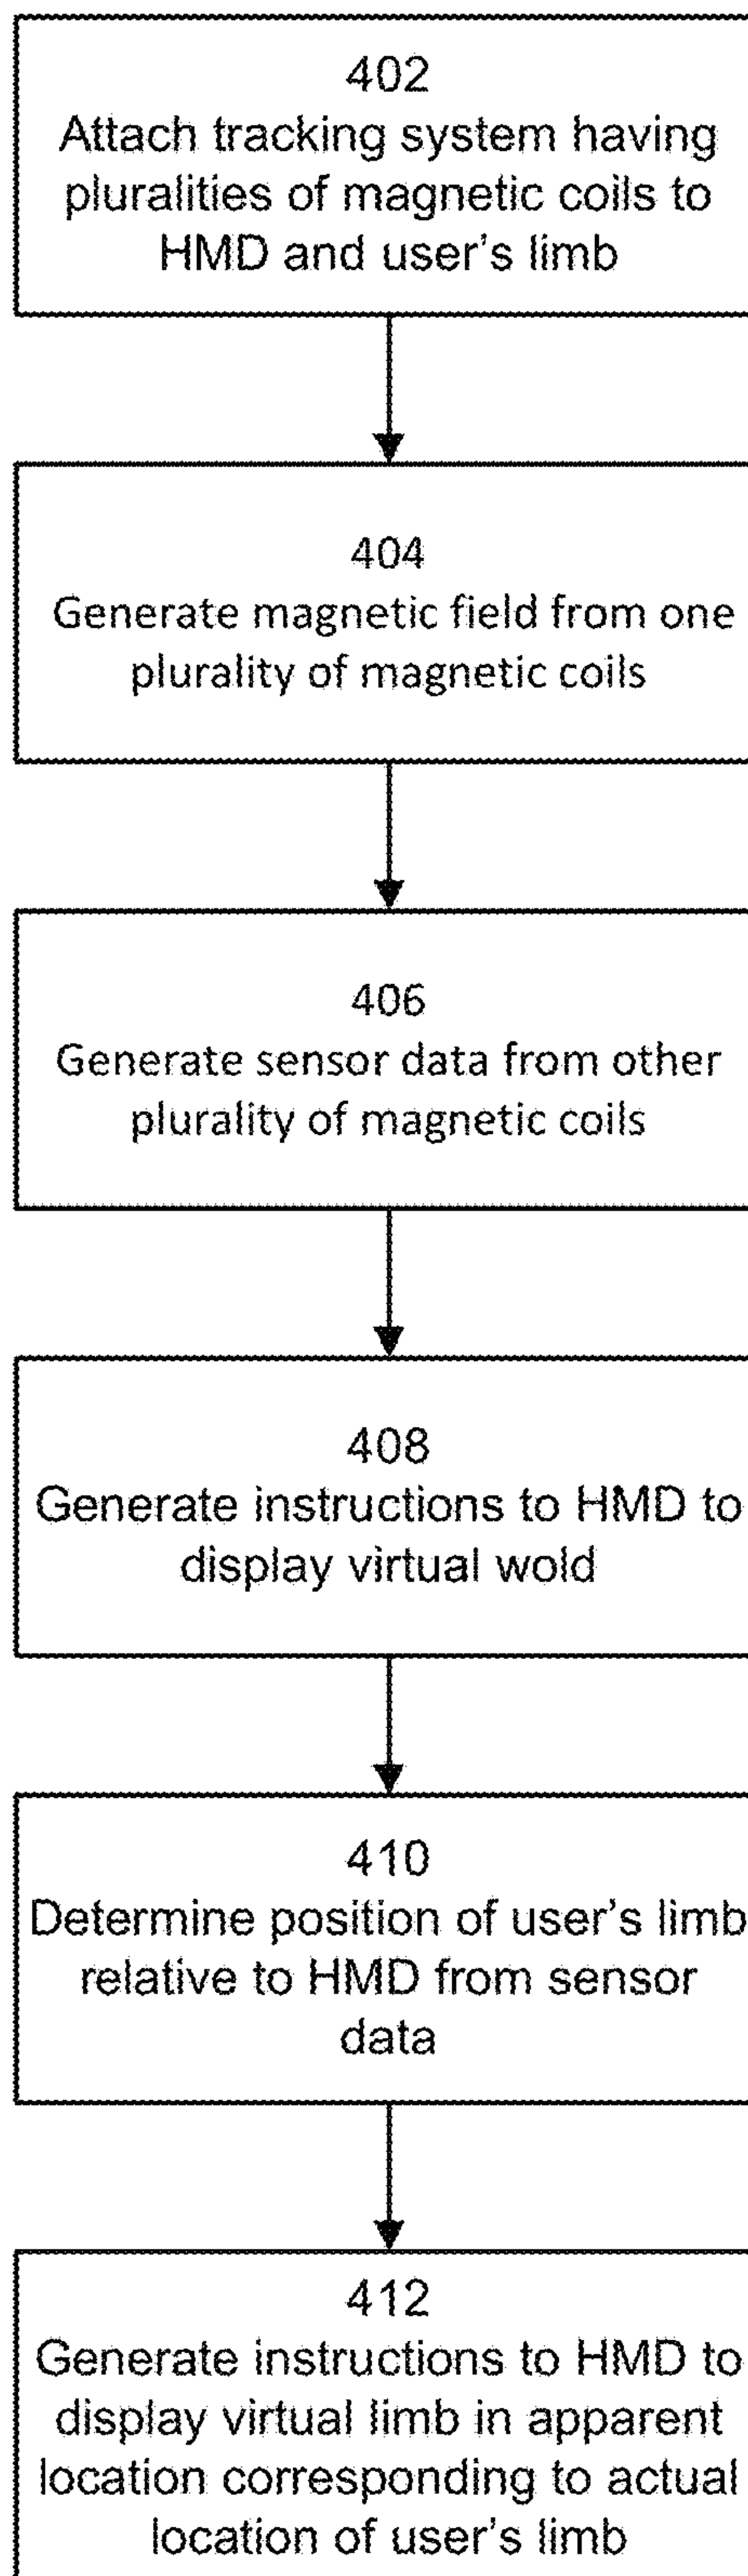 402
Attach tracking system having
pluralities of magnetic coils to
HMD and user's limb
404
Generate magnetic field from one
plurality of magnetic coils
406
Generate sensor data from other
plurality of magnetic coils
408
Generate instructions to HMD to
display virtual wold
410
Determine position of user's limb
relative to HMD from sensor
data
412
Generate instructions to HMD to
display virtual limb in apparent
location corresponding to actual
location of user's limb